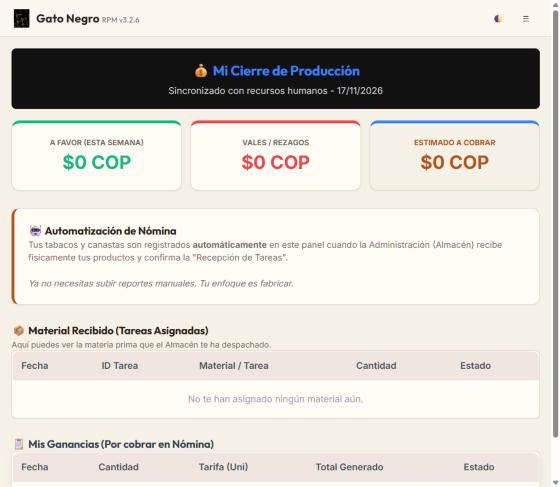 Gato Negro RPM v3.2.6
☰
💰 Mi Cierre de Producción
Sincronizado con recursos humanos - 17/11/2026
A FAVOR (ESTA SEMANA)
$0 COP
VALES / REZAGOS
$0 COP
ESTIMADO A COBRAR
$0 COP
🤖 Automatización de Nómina
Tus tabacos y canastas son registrados automáticamente en este panel cuando la Administración (Almacén) recibe
físicamente tus productos y confirma la "Recepción de Tareas".
Ya no necesitas subir reportes manuales. Tu enfoque es fabricar.
📦 Material Recibido (Tareas Asignadas)
Aquí puedes ver la materia prima que el Almacén te ha despachado.
Fecha ID Tarea Material / Tarea Cantidad Estado
No te han asignado ningún material aún.
📋 Mis Ganancias (Por cobrar en Nómina)
Fecha Cantidad Tarifa (Uni) Total Generado Estado